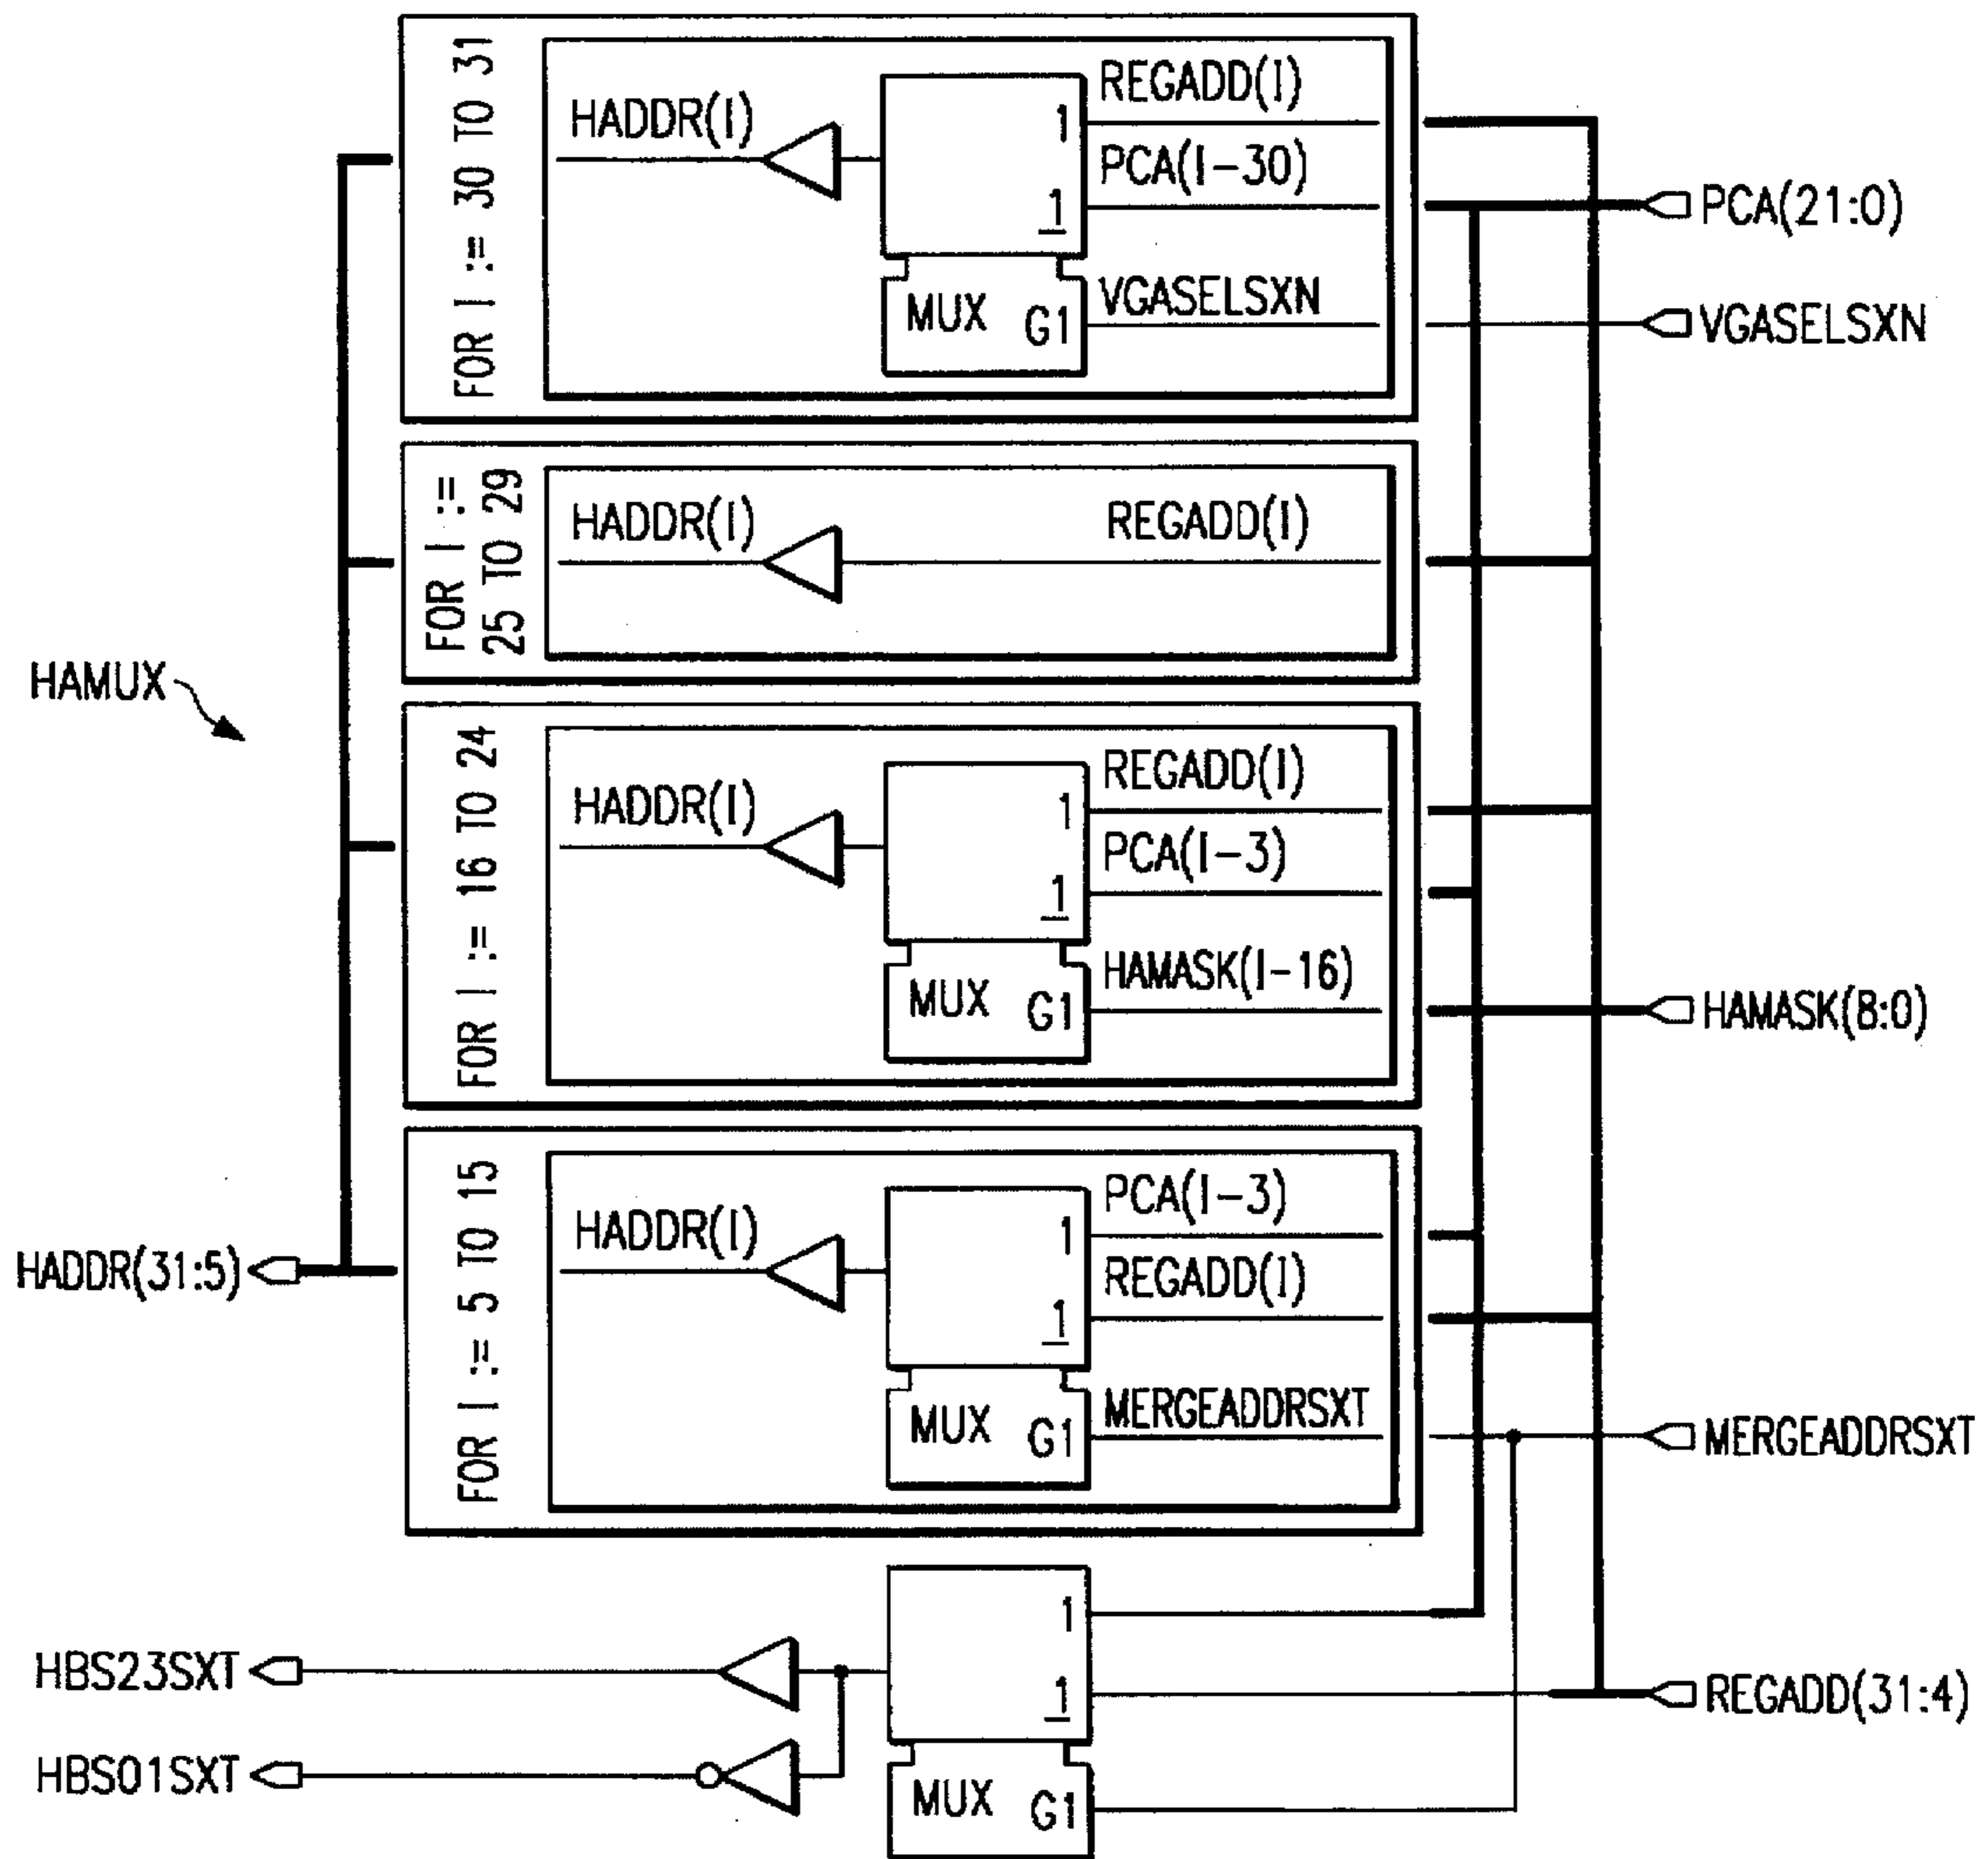 FOR I := 30 TO 31
HADDR(I)
1
REGADD(I)
PCA(I-30)
1
MUX G1
VGASELSXN
PCA(21:0)
VGASELSXN
FOR I :=
25 TO 29
HADDR(I)
REGADD(I)
HAMUX
FOR I := 16 TO 24
HADDR(I)
1
REGADD(I)
PCA(I-3)
1
MUX G1
HAMASK(I-16)
HAMASK(8:0)
FOR I := 5 TO 15
HADDR(I)
1
PCA(I-3)
REGADD(I)
1
MUX G1
MERGEADDRSXT
HADDR(31:5)
MERGEADDRSXT
1
1
MUX G1
HBS23SXT
HBS01SXT
REGADD(31:4)